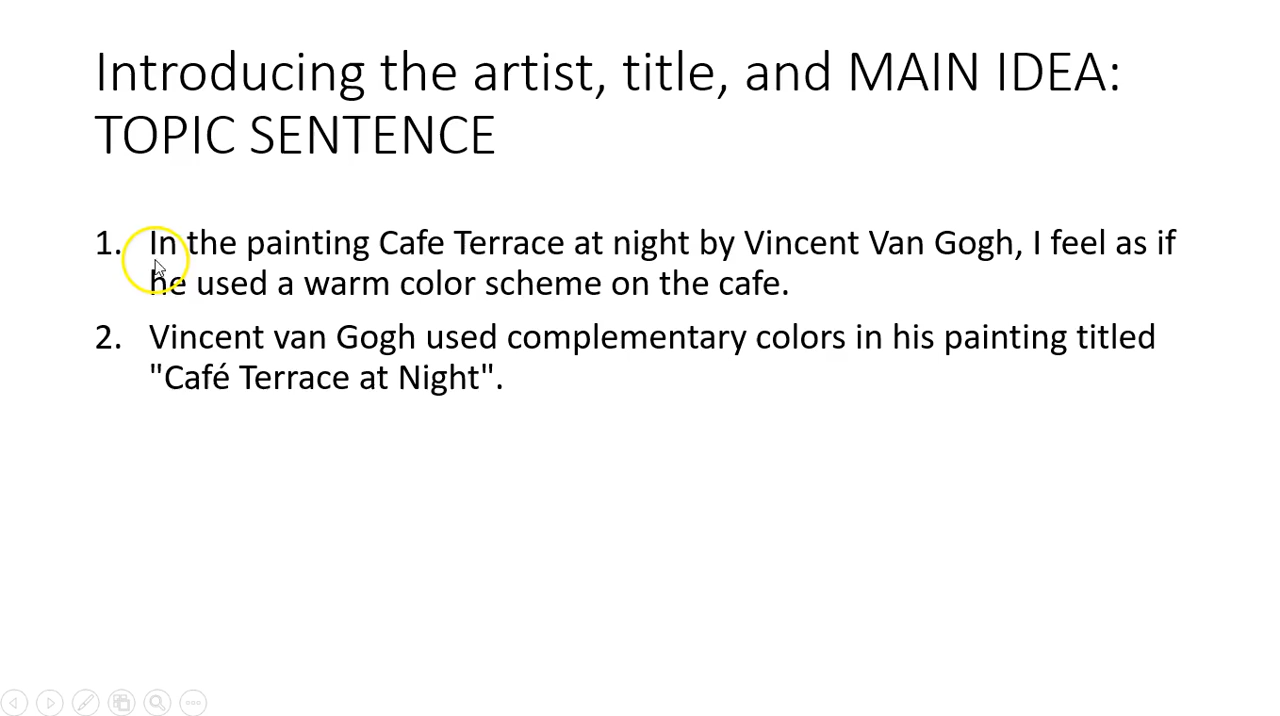 Introducing the artist, title, and MAIN IDEA:
TOPIC SENTENCE
1. In the painting Cafe Terrace at night by Vincent Van Gogh, I feel as if
he used a warm color scheme on the cafe.
2. Vincent van Gogh used complementary colors in his painting titled
"Café Terrace at Night".